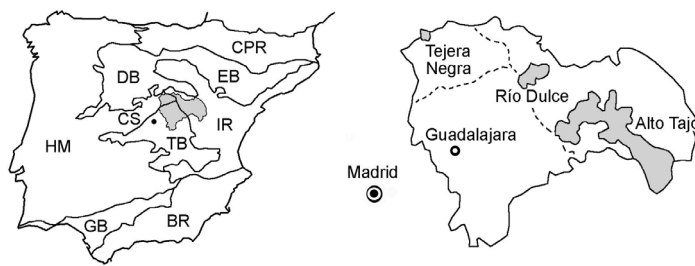 CPR
DB
EB
CS
IR
HM
TB
GB
BR
Tejera
Negra
Río Dulce
Alto Tajo
Guadalajara
Madrid